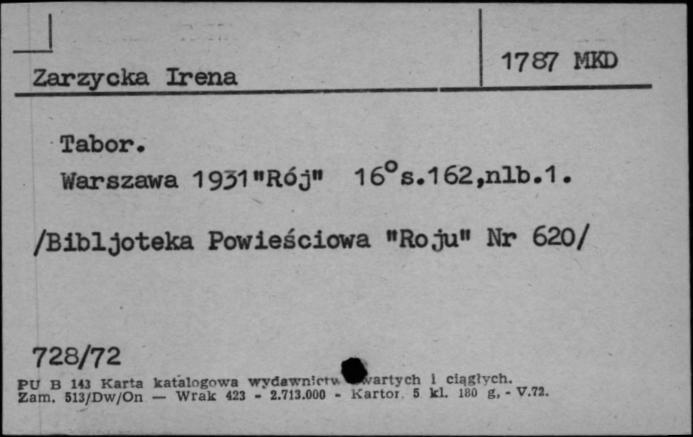 1787 MKD
Zarzycka Irena
Tabor.
Warszawa 1931"Rój" 16°s.162,nlb.1.
/Bibljoteka Powieściowa "Roju" Nr 620/
728/72
PU B 143 Karta katalogowa wydawnictw zwartych i ciągłych.
Zam. 513/Dw/On — Wrak 423 - 2.713.000 - Karton. 5 kl. 180 g. - V.72.